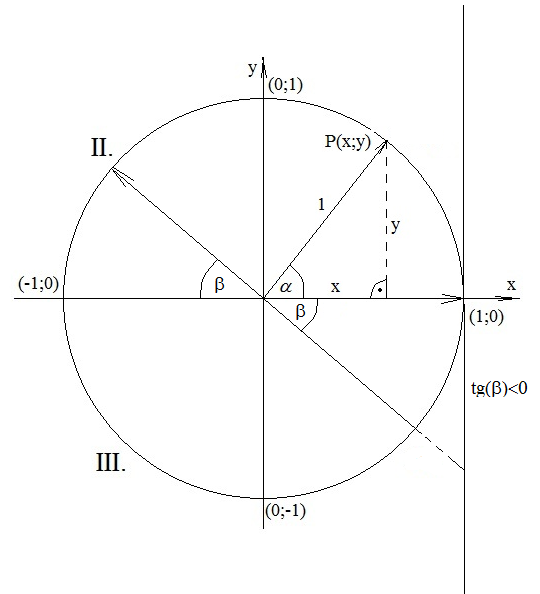 y
(0;1)
P(x;y)
II.
1
y
(-1;0)
β
α
x
x
β
(1;0)
tg(β)<0
III.
(0;-1)